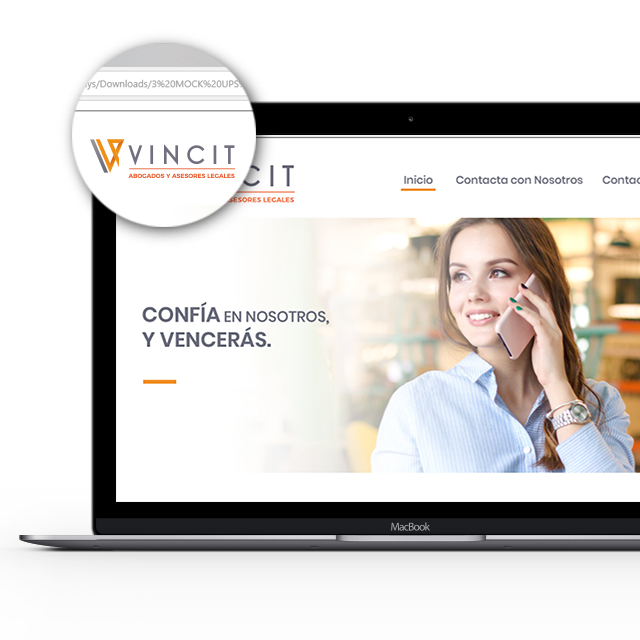 ys/Downloads/3%20MOCK%20UPS
VINCIT
ABOGADOS Y ASESORES LEGALES
CIT
SESORES LEGALES
Inicio
Contacta con Nosotros
Contac
CONFÍA EN NOSOTROS,
Y VENCERÁS.
MacBook